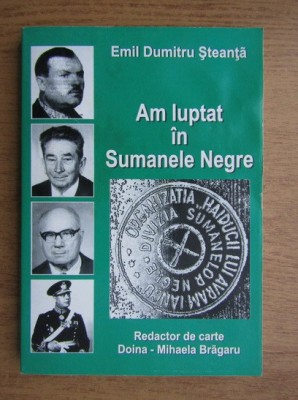 Emil Dumitru Şteanţă
Am luptat
în
Sumanele Negre
ORGANIZATIA „HAIDUCII LUI AVRAM IANCU”
DIVIZIA SUMANELOR NEGRE
Redactor de carte
Doina - Mihaela Brăgaru